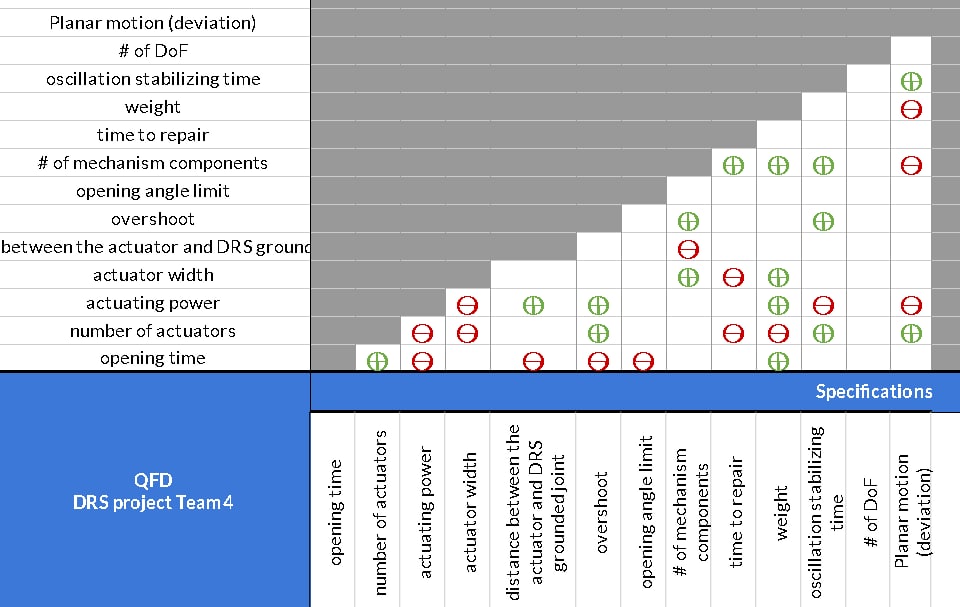 Planar motion (deviation)
# of DoF
oscillation stabilizing time
weight
time to repair
# of mechanism components
opening angle limit
overshoot
between the actuator and DRS ground
actuator width
actuating power
number of actuators
opening time
Specifications
QFD
DRS project Team 4
opening time
number of actuators
actuating power
actuator width
distance between the
actuator and DRS
grounded joint
overshoot
opening angle limit
# of mechanism
components
time to repair
weight
oscillation stabilizing
time
# of DoF
Planar motion
(deviation)